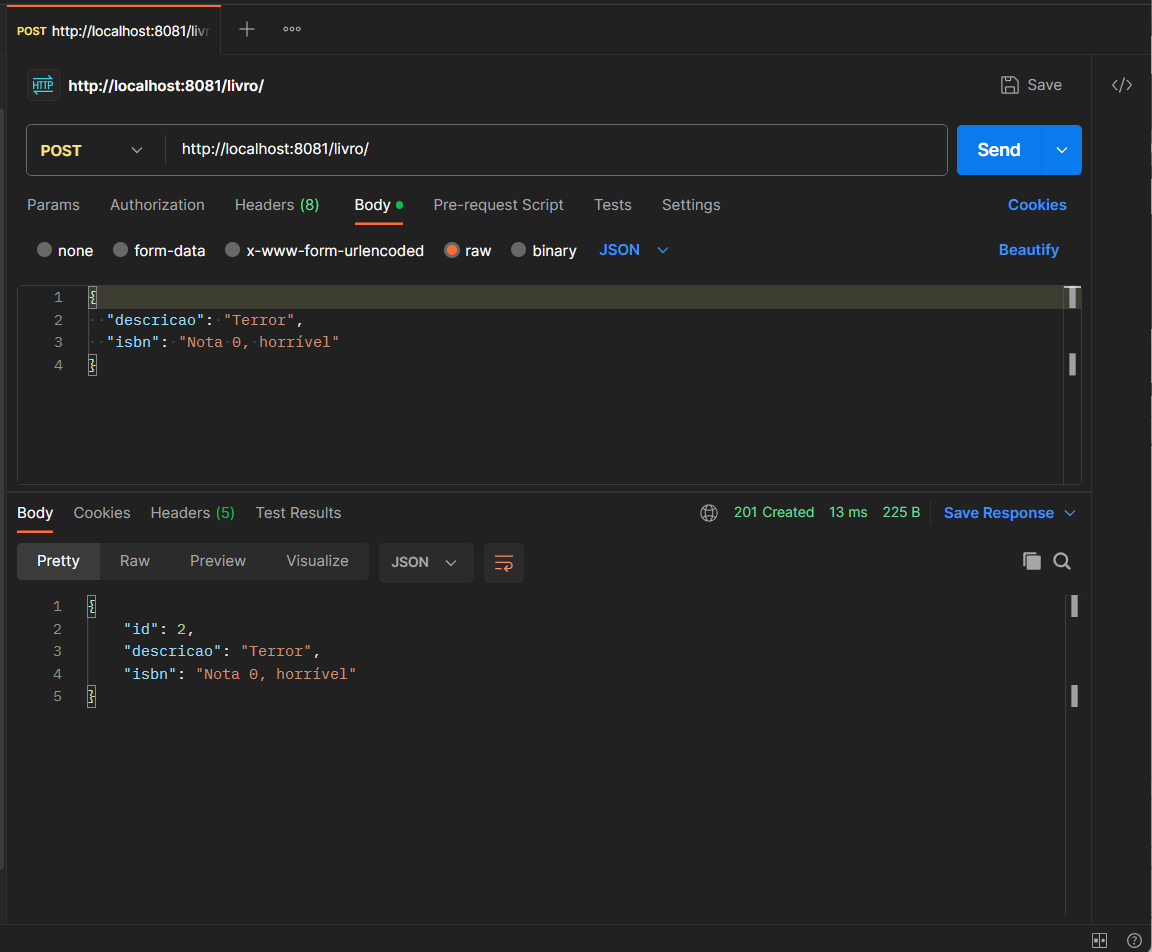 POST http://localhost:8081/livr
HTTP http://localhost:8081/livro/ Save </>
POST http://localhost:8081/livro/ Send
Params Authorization Headers (8) Body Pre-request Script Tests Settings Cookies
none form-data x-www-form-urlencoded raw binary JSON Beautify
1 {
2 "descricao": "Terror",
3 "isbn": "Nota 0, horrível"
4 }
Body Cookies Headers (5) Test Results 201 Created 13 ms 225 B Save Response
Pretty Raw Preview Visualize JSON
1 {
2 "id": 2,
3 "descricao": "Terror",
4 "isbn": "Nota 0, horrível"
5 }